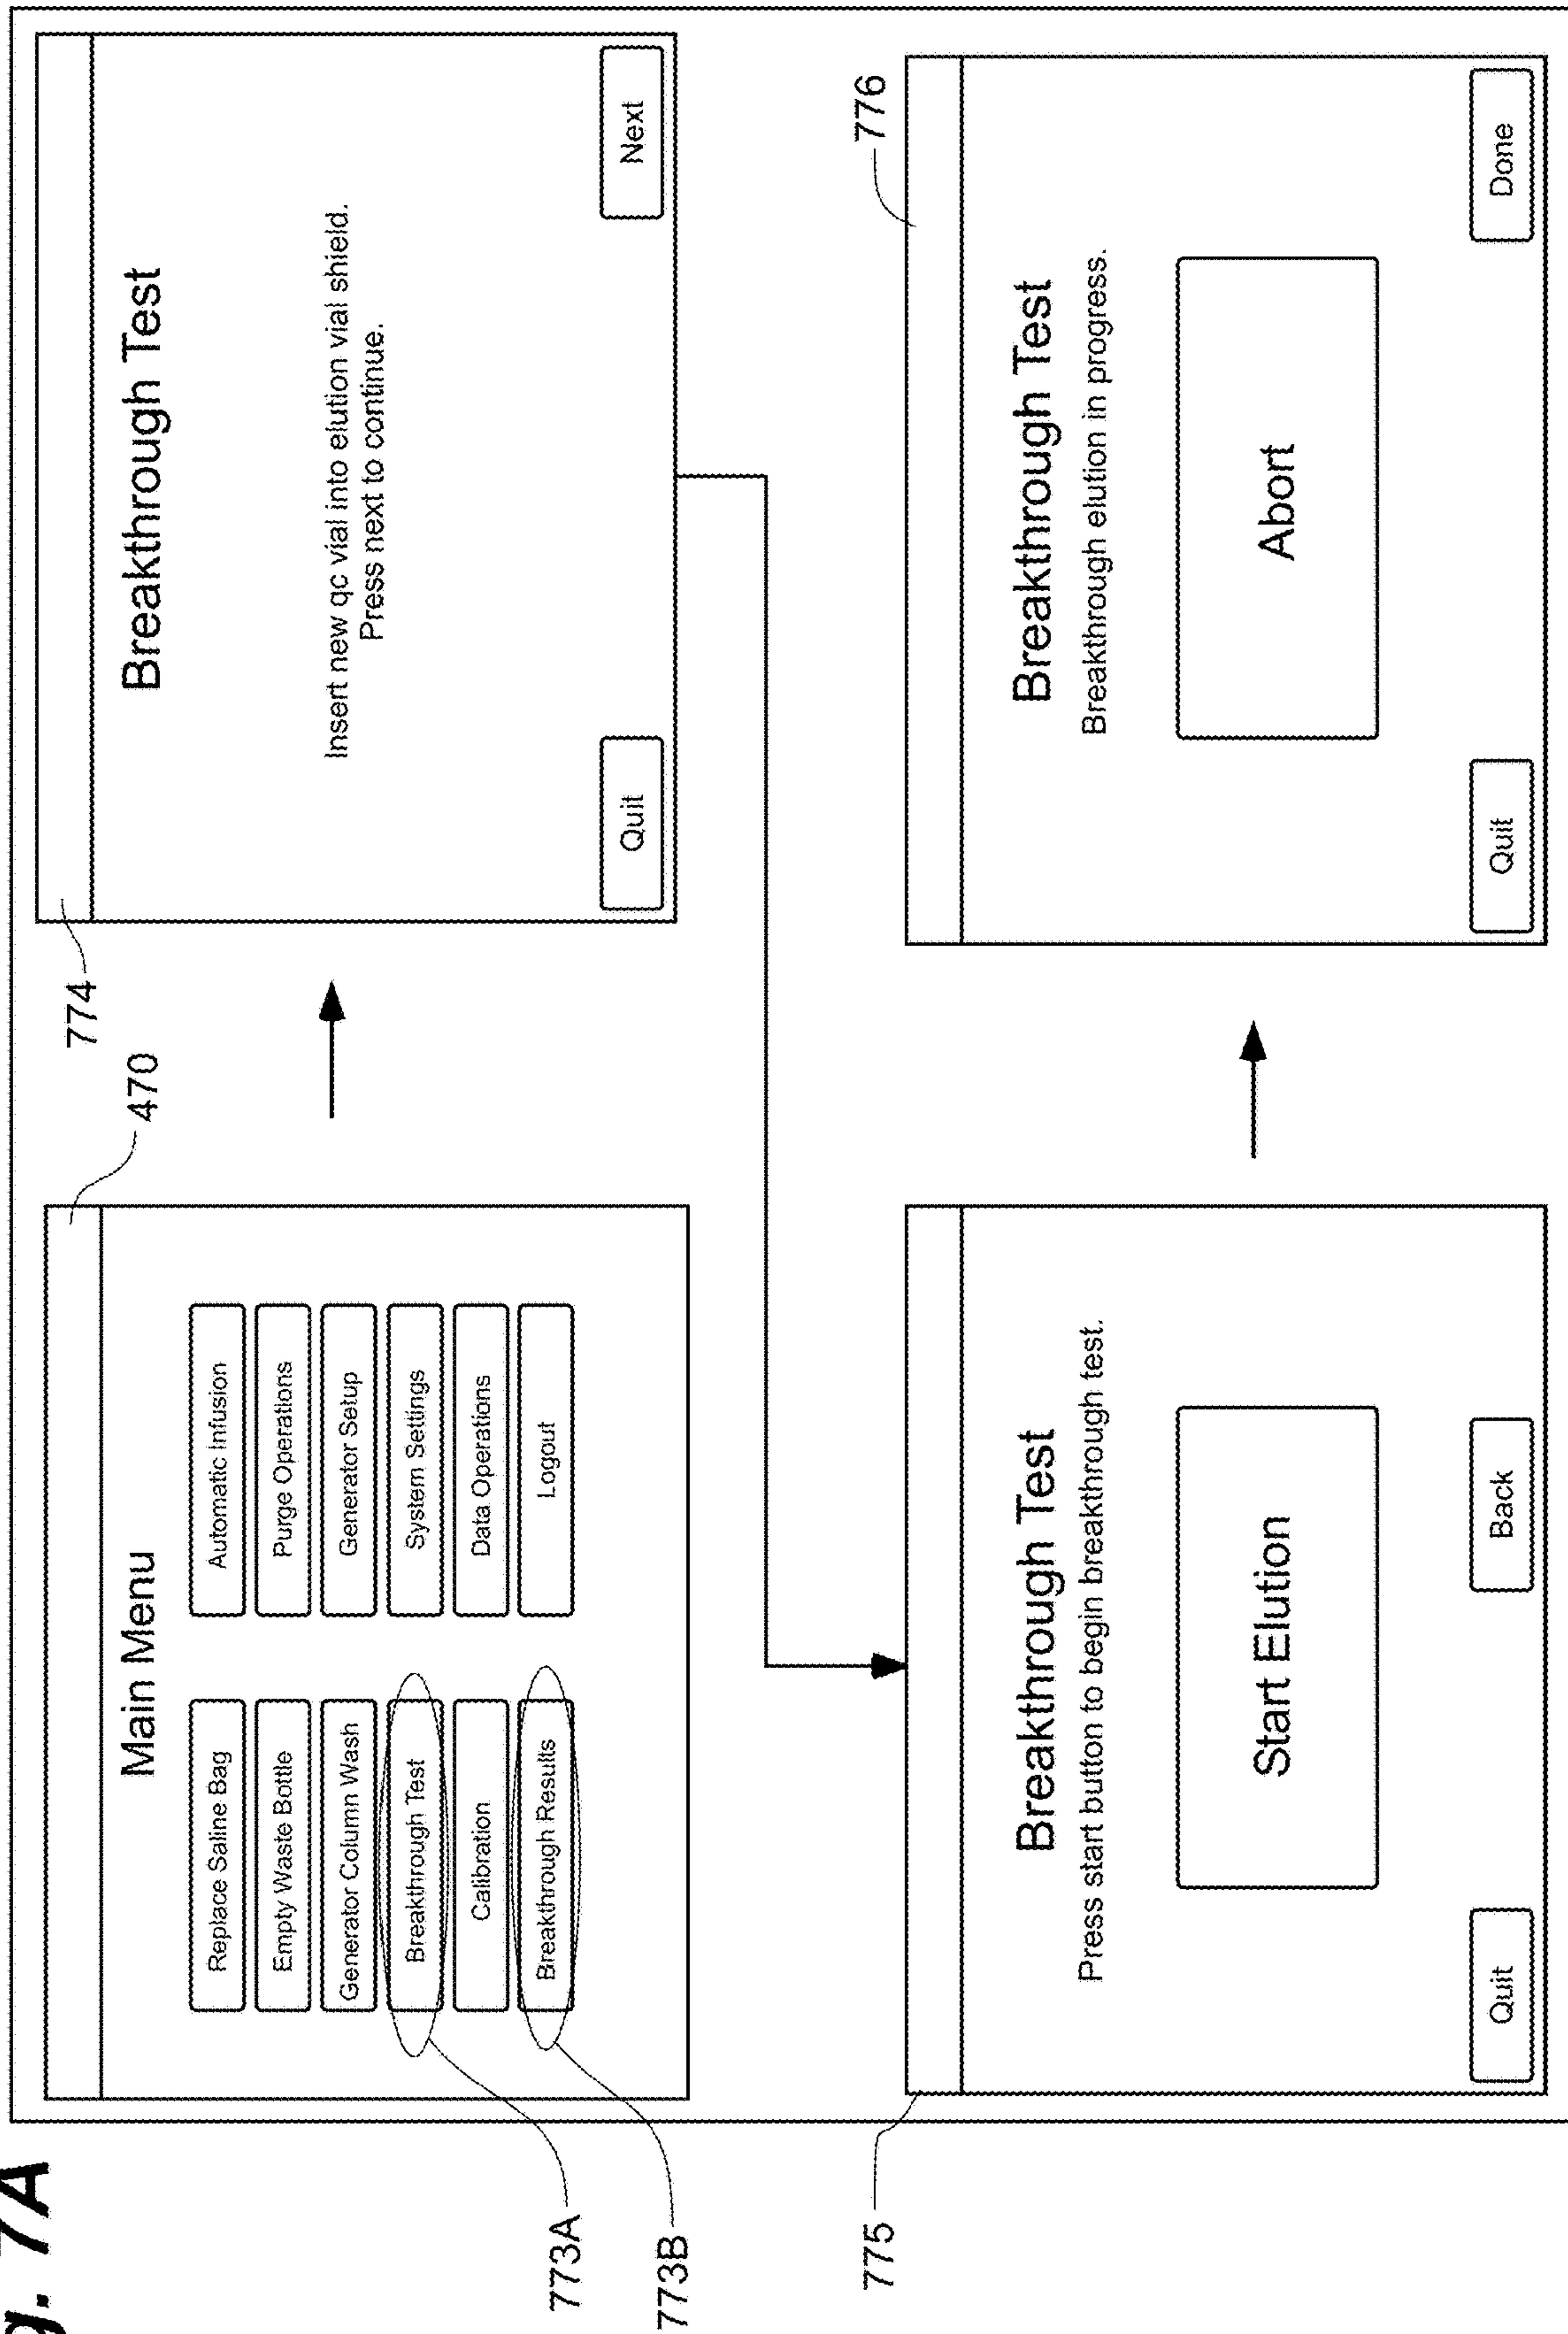 g. 7A
470
Main Menu
Replace Saline Bag
Empty Waste Bottle
Generator Column Wash
Breakthrough Test
Calibration
Breakthrough Results
Automatic Infusion
Purge Operations
Generator Setup
System Settings
Data Operations
Logout
773A
773B
774
Breakthrough Test
Insert new qc vial into elution vial shield.
Press next to continue.
Quit
Next
775
Breakthrough Test
Press start button to begin breakthrough test.
Start Elution
Quit
Back
776
Breakthrough Test
Breakthrough elution in progress.
Abort
Quit
Done